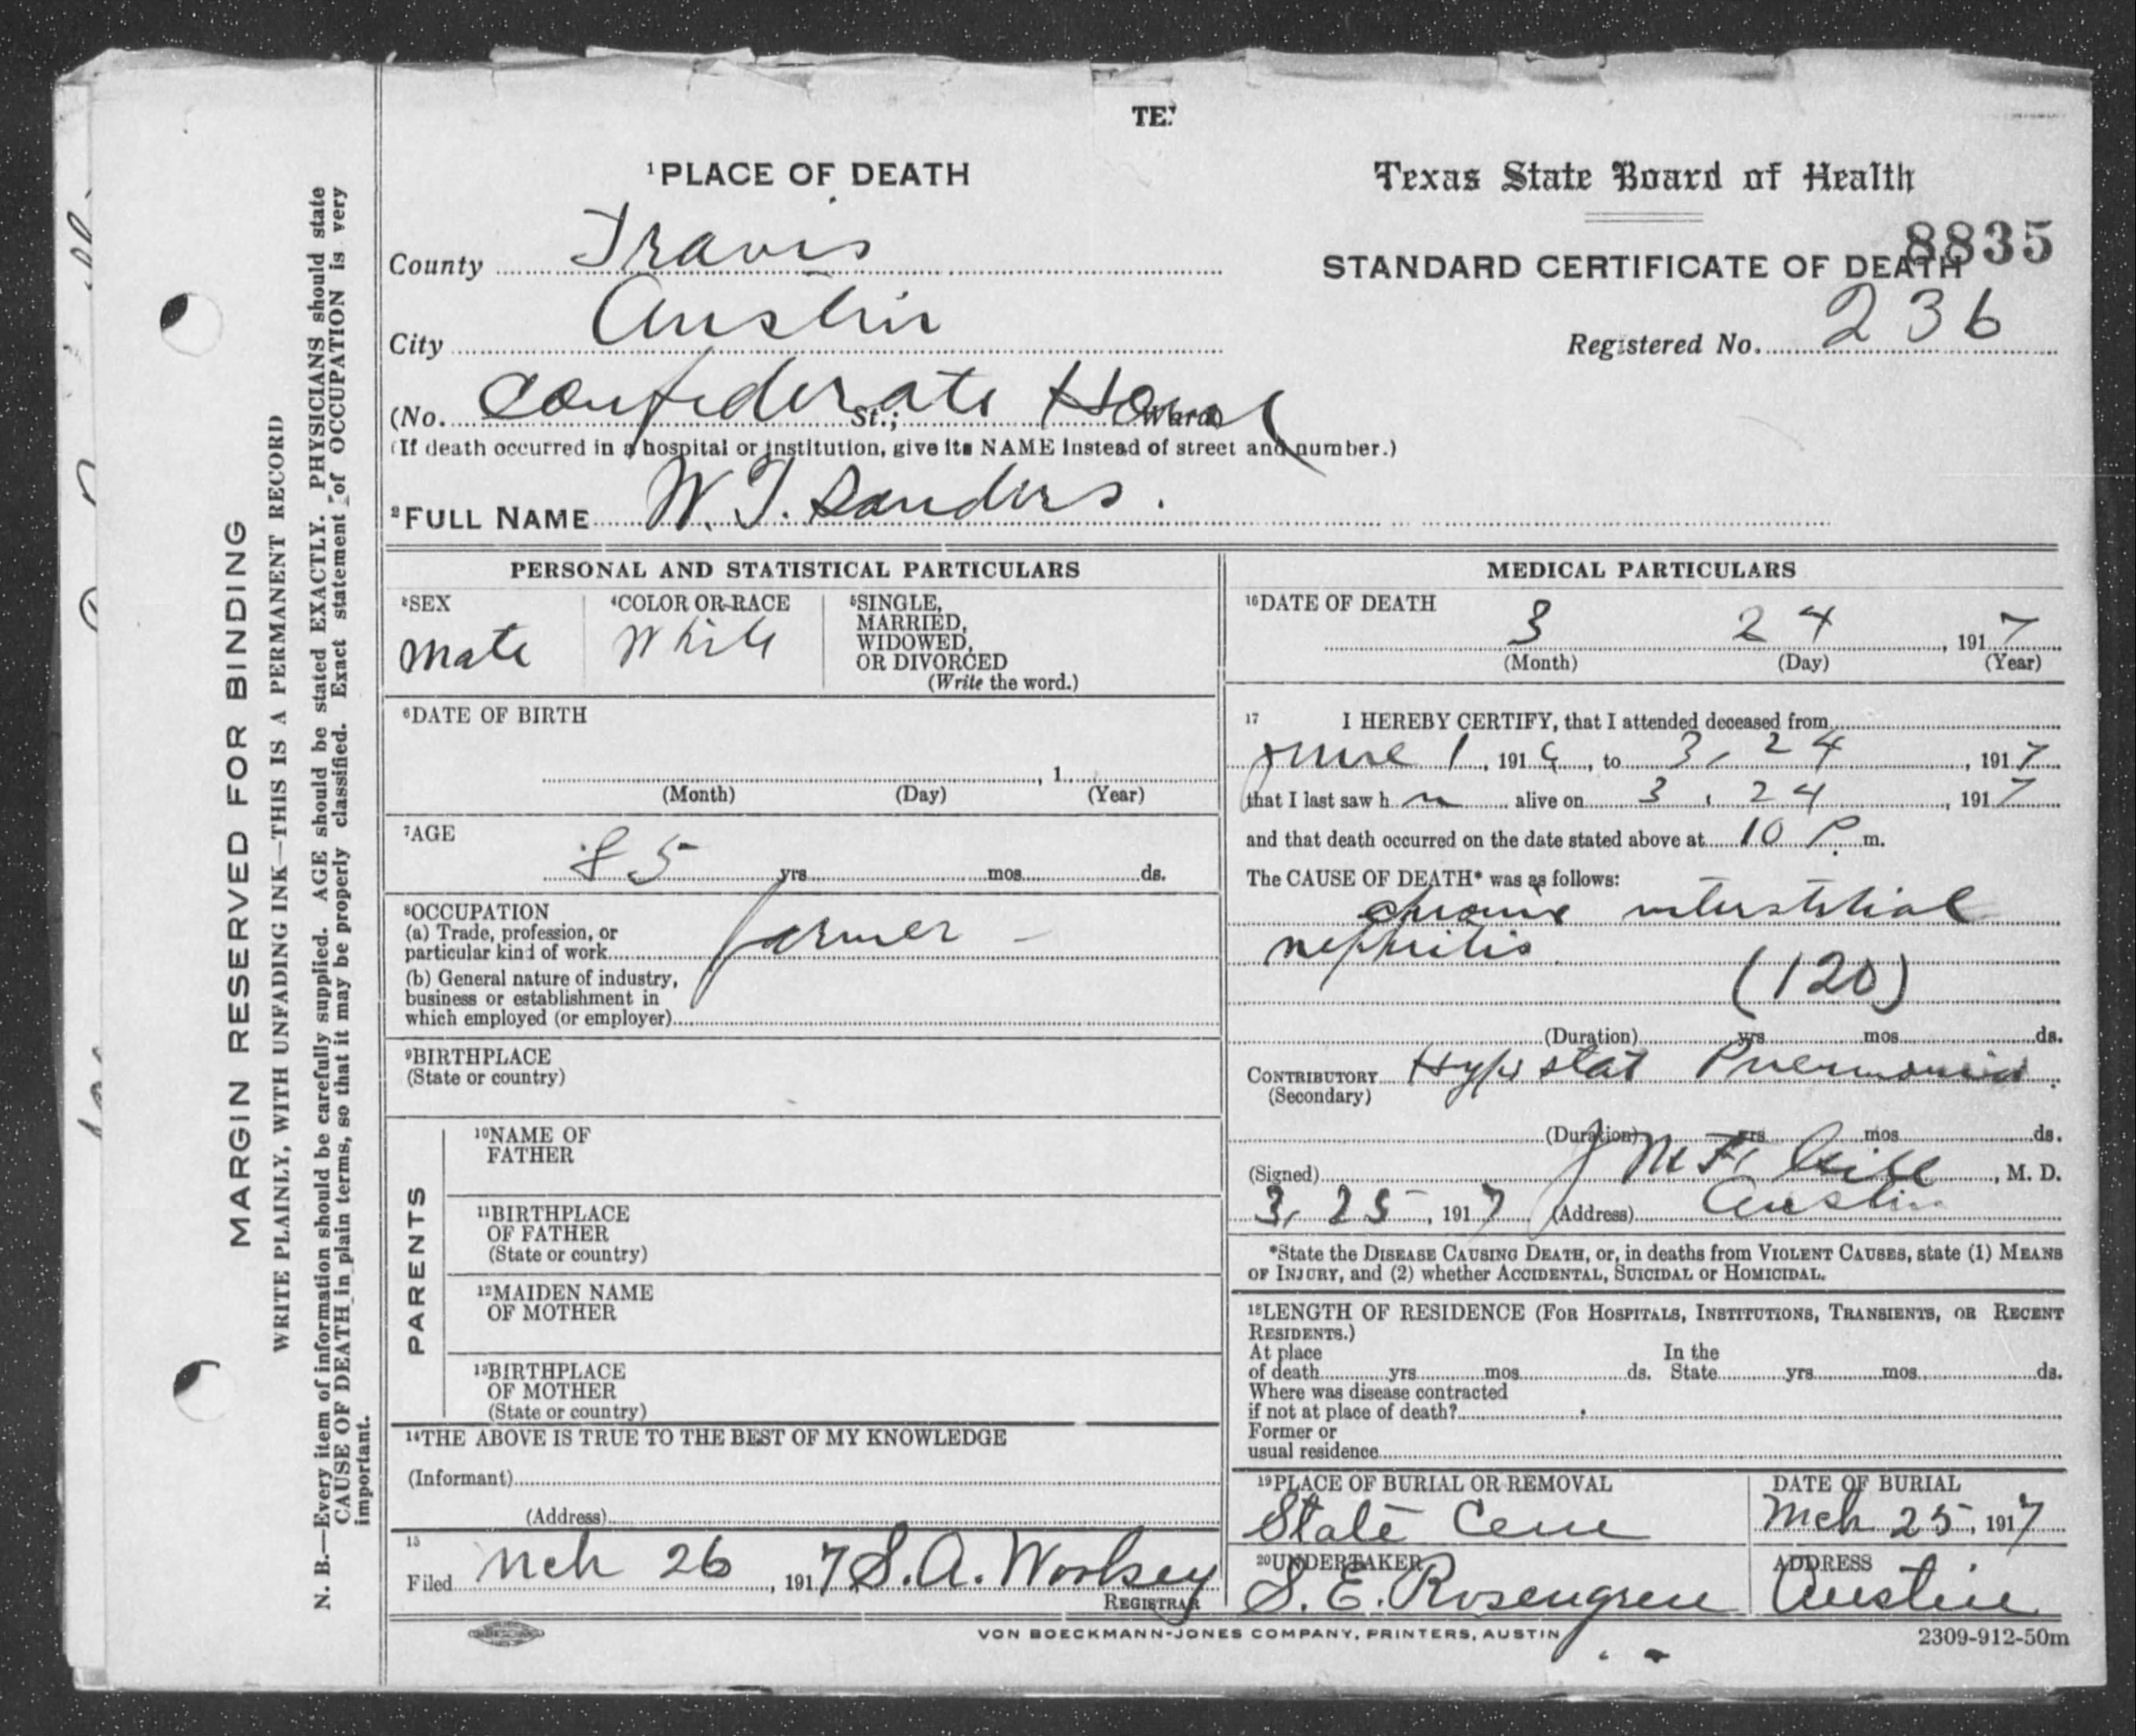 TE
¹PLACE OF DEATH
County Travis
City Austin
(No. Confederate Home St.; Ward)
(If death occurred in a hospital or institution, give its NAME instead of street and number.)
²FULL NAME W. T. Sanders.
Texas State Board of Health
8835
STANDARD CERTIFICATE OF DEATH
Registered No. 236
PERSONAL AND STATISTICAL PARTICULARS
³SEX
Male
⁴COLOR OR RACE
White
⁵SINGLE,
MARRIED,
WIDOWED,
OR DIVORCED
(Write the word.)
⁶DATE OF BIRTH
, 1
(Month) (Day) (Year)
⁷AGE
85 yrs. mos. ds.
⁸OCCUPATION
(a) Trade, profession, or
particular kind of work farmer
(b) General nature of industry,
business or establishment in
which employed (or employer)
⁹BIRTHPLACE
(State or country)
PARENTS
¹⁰NAME OF
FATHER
¹¹BIRTHPLACE
OF FATHER
(State or country)
¹²MAIDEN NAME
OF MOTHER
¹³BIRTHPLACE
OF MOTHER
(State or country)
¹⁴THE ABOVE IS TRUE TO THE BEST OF MY KNOWLEDGE
(Informant)
(Address)
15
Filed Mch 26, 1917 S. A. Woolsey
REGISTRAR
MEDICAL PARTICULARS
¹⁶DATE OF DEATH
3 24, 1917
(Month) (Day) (Year)
17 I HEREBY CERTIFY, that I attended deceased from
June 1, 191 , to 3, 24, 1917
that I last saw h m alive on 3, 24, 1917
and that death occurred on the date stated above at 10 P. m.
The CAUSE OF DEATH* was as follows:
chronic interstitial
nephritis
(120)
(Duration) yrs. mos. ds.
CONTRIBUTORY Hypostat Pneumonia.
(Secondary)
(Duration) yrs. mos. ds.
(Signed) , M. D.
3, 25, 1917 (Address) Austin
*State the DISEASE CAUSING DEATH, or, in deaths from VIOLENT CAUSES, state (1) MEANS
OF INJURY, and (2) whether ACCIDENTAL, SUICIDAL or HOMICIDAL.
¹⁸LENGTH OF RESIDENCE (FOR HOSPITALS, INSTITUTIONS, TRANSIENTS, OR RECENT
RESIDENTS.)
At place In the
of death yrs. mos. ds. State yrs. mos. ds.
Where was disease contracted
if not at place of death?
Former or
usual residence
¹⁹PLACE OF BURIAL OR REMOVAL
State Cem
DATE OF BURIAL
Mch 25, 1917
²⁰UNDERTAKER
S. E. Rosengren
ADDRESS
Austin
VON BOECKMANN-JONES COMPANY, PRINTERS, AUSTIN
2309-912-50m
MARGIN RESERVED FOR BINDING
WRITE PLAINLY, WITH UNFADING INK—THIS IS A PERMANENT RECORD
N. B.—Every item of information should be carefully supplied. AGE should be stated EXACTLY. PHYSICIANS should state
CAUSE OF DEATH in plain terms, so that it may be properly classified. Exact statement of OCCUPATION is very
important.